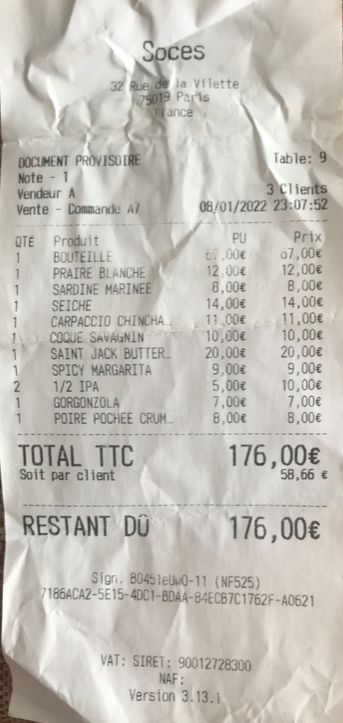 Soces
32 Rue de la Vilette
75019 Paris
France
DOCUMENT PROVISOIRE Table: 9
Note - 1
Vendeur A 3 Clients
Vente - Commande A7 08/01/2022 23:07:52
QTÉ Produit PU Prix
1 BOUTEILLE 67,00€ 67,00€
1 PRAIRE BLANCHE 12,00€ 12,00€
1 SARDINE MARINEE 8,00€ 8,00€
1 SEICHE 14,00€ 14,00€
1 CARPACCIO CHINCHA… 11,00€ 11,00€
1 COQUE SAVAGNIN 10,00€ 10,00€
1 SAINT JACK BUTTER… 20,00€ 20,00€
1 SPICY MARGARITA 9,00€ 9,00€
2 1/2 IPA 5,00€ 10,00€
1 GORGONZOLA 7,00€ 7,00€
1 POIRE POCHEE CRUM… 8,00€ 8,00€
TOTAL TTC 176,00€
Soit par client 58,66 €
RESTANT DÛ 176,00€
Sign. (NF525)
7186ACA2-5E15-4DC1-BDAA-84ECB7C1762F-A0621
VAT: SIRET: 90012728300
NAF:
Version 3.13.i